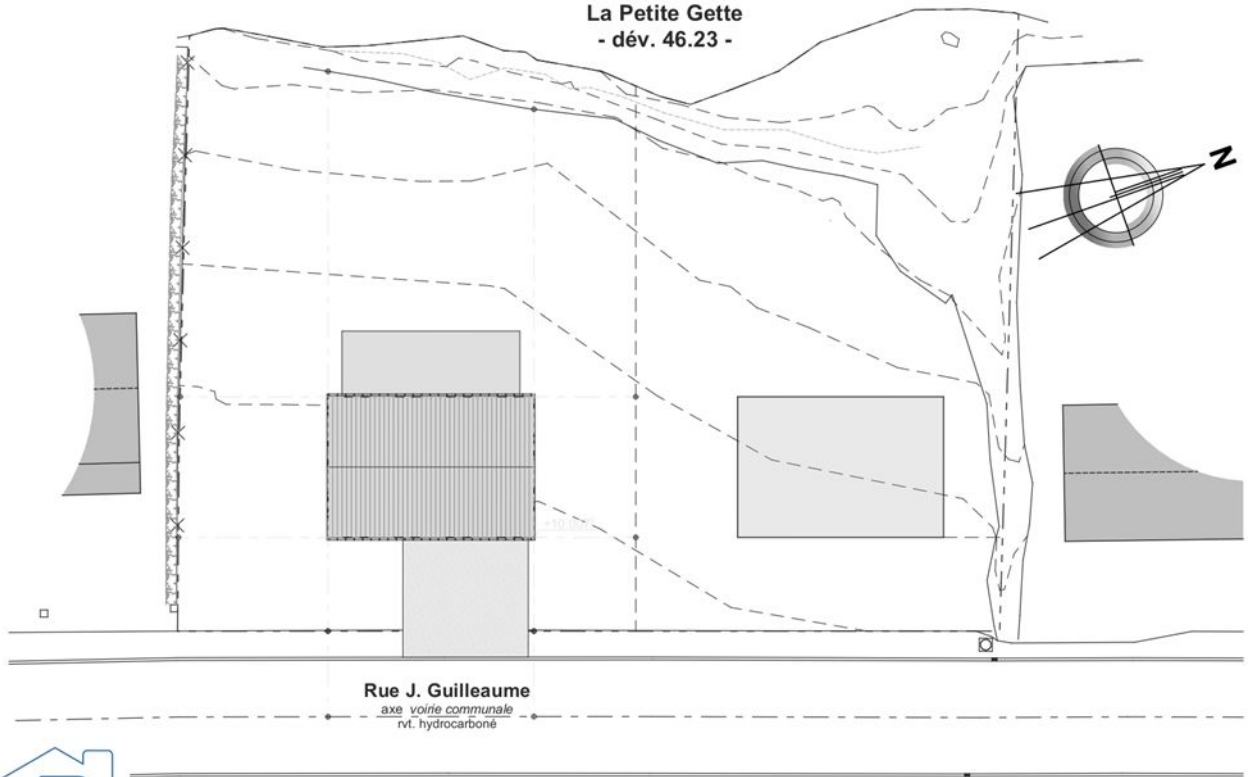 La Petite Gette
- dév. 46.23 -
N
Rue J. Guilleaume
axe voirie communale
rvt. hydrocarboné